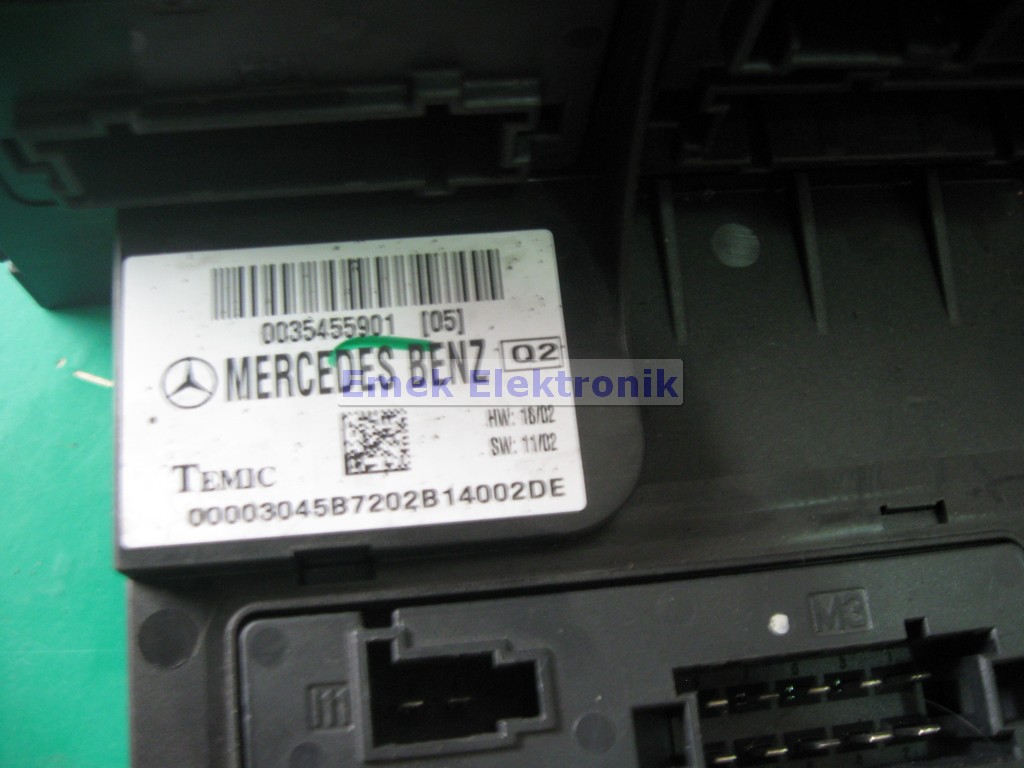 0035455901 [05]
MERCEDES BENZ Q2
Emek Elektronik
HW: 18/02
SW: 11/02
TEMIC
00003045B7202B14002DE
M3